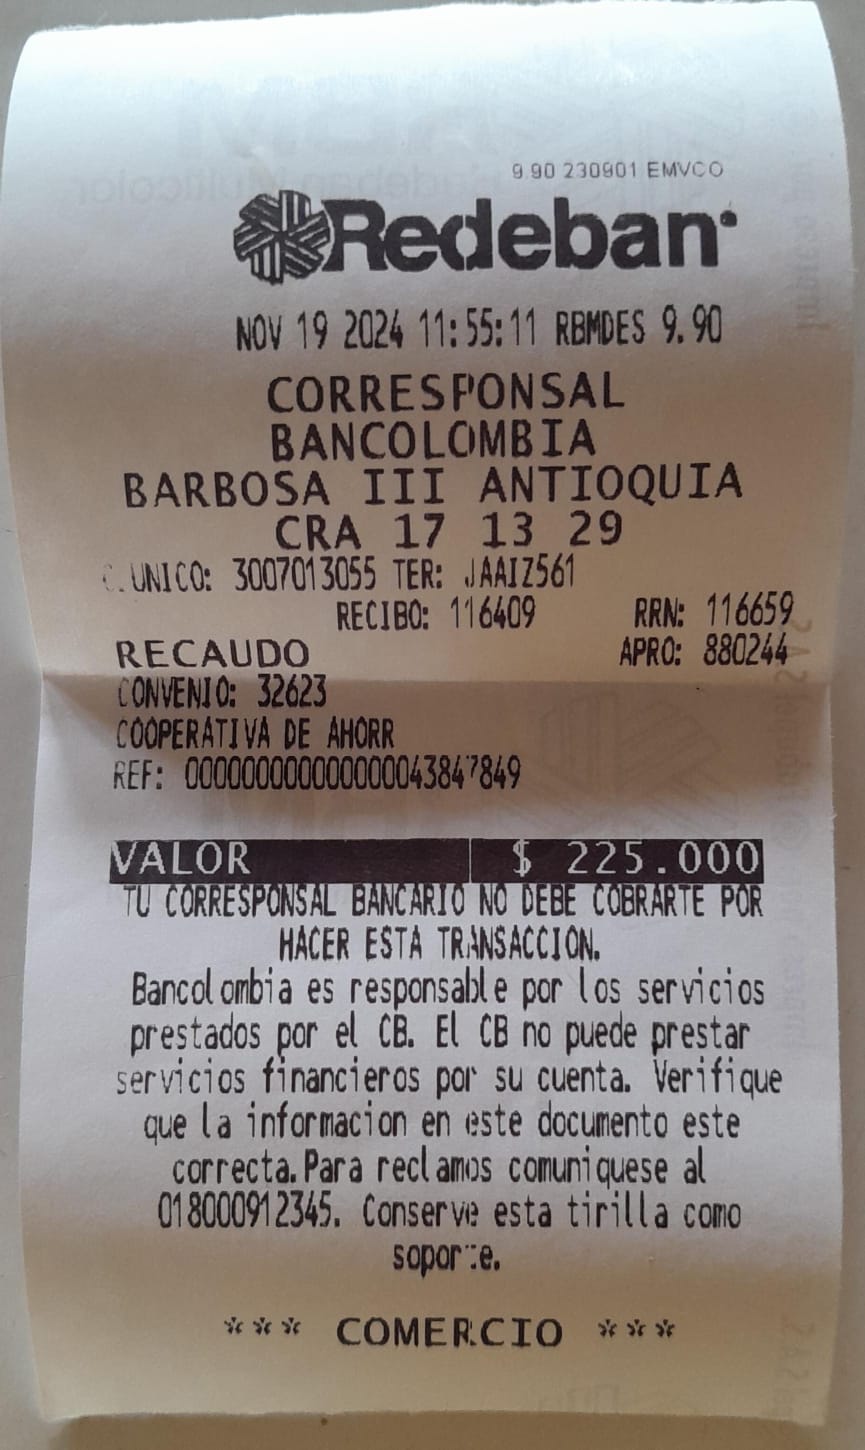 9.90 230901 EMVCO
Redeban
NOV 19 2024 11:55:11 RBMDES 9.90
CORRESPONSAL
BANCOLOMBIA
BARBOSA III ANTIOQUIA
CRA 17 13 29
C.UNICO: 3007013055 TER: JAAIZ561
RECIBO: 116409 RRN: 116659
RECAUDO APRO: 880244
CONVENIO: 32623
COOPERATIVA DE AHORR
REF: 000000000000000043847849
VALOR $ 225.000
TU CORRESPONSAL BANCARIO NO DEBE COBRARTE POR
HACER ESTA TRANSACCION.
Bancolombia es responsable por los servicios
prestados por el CB. El CB no puede prestar
servicios financieros por su cuenta. Verifique
que la informacion en este documento este
correcta.Para reclamos comuniquese al
018000912345. Conserve esta tirilla como
soporte.
*** COMERCIO ***